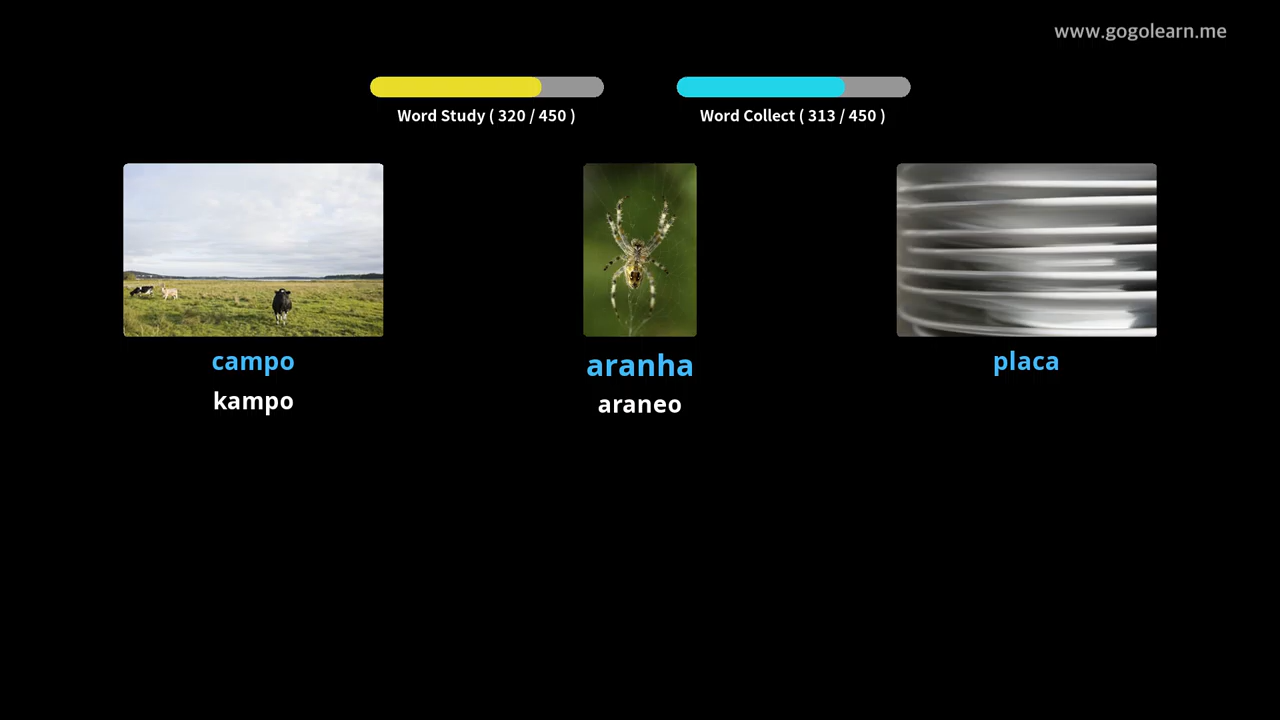 www.gogolearn.me
Word Study ( 320 / 450 )
Word Collect ( 313 / 450 )
campo
aranha
placa
kampo
araneo